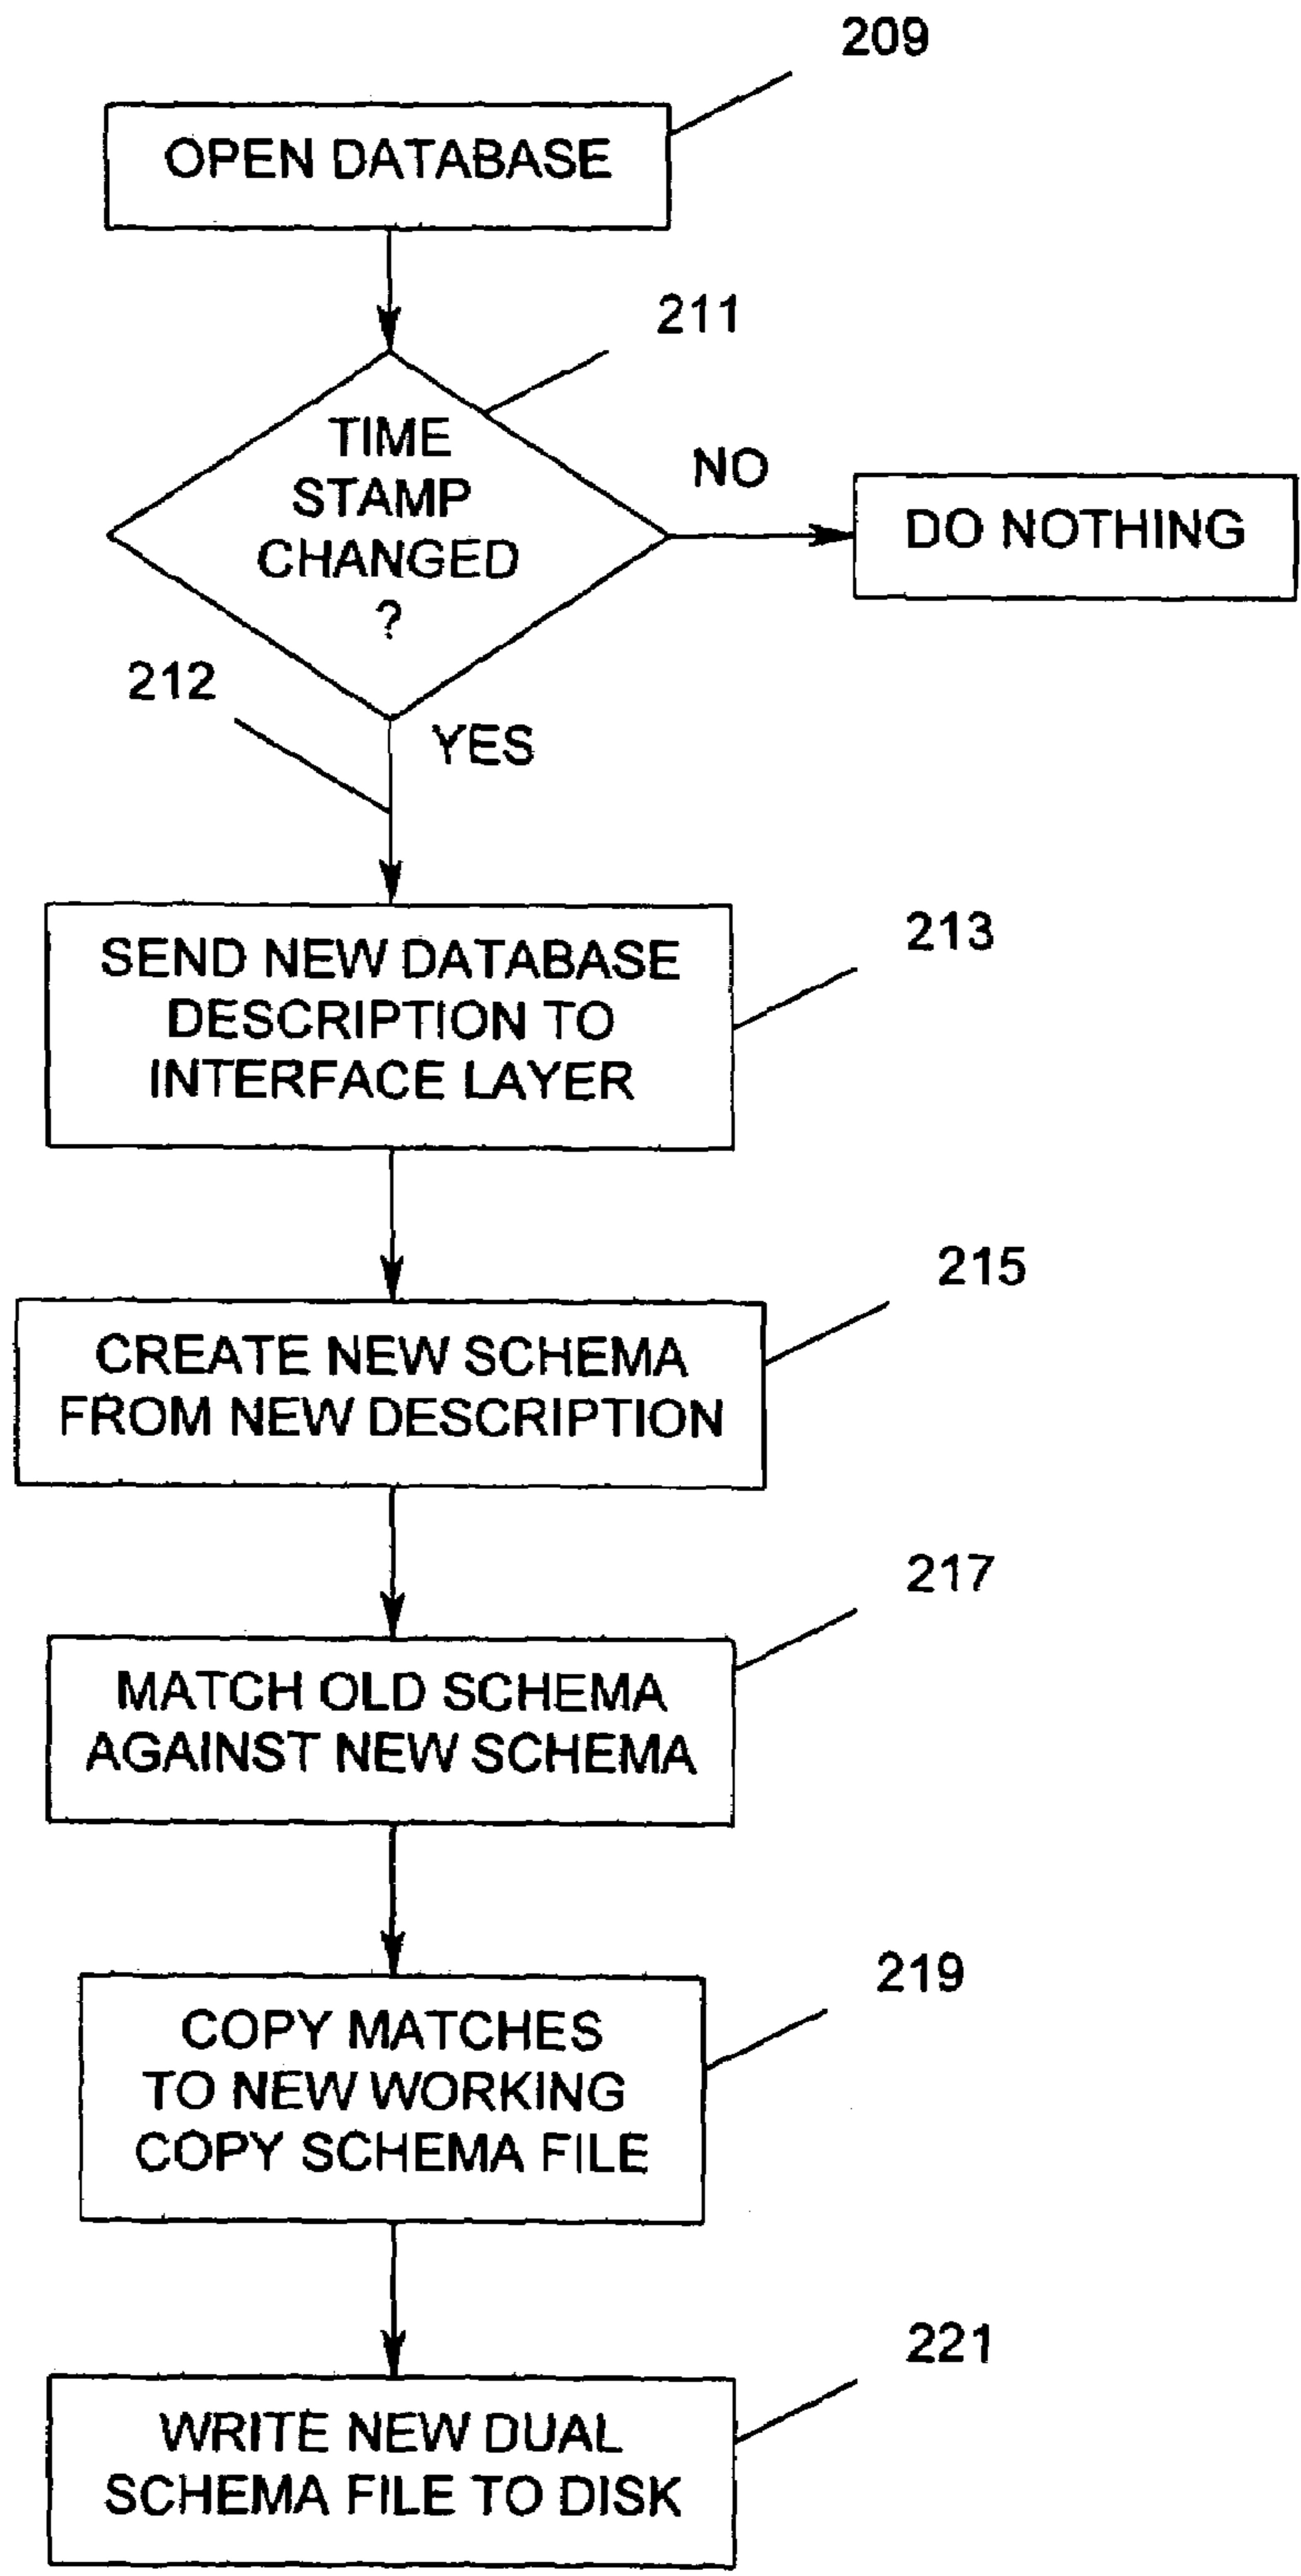 209
OPEN DATABASE
211
TIME
STAMP
CHANGED
?
NO
DO NOTHING
212
YES
213
SEND NEW DATABASE
DESCRIPTION TO
INTERFACE LAYER
215
CREATE NEW SCHEMA
FROM NEW DESCRIPTION
217
MATCH OLD SCHEMA
AGAINST NEW SCHEMA
219
COPY MATCHES
TO NEW WORKING
COPY SCHEMA FILE
221
WRITE NEW DUAL
SCHEMA FILE TO DISK